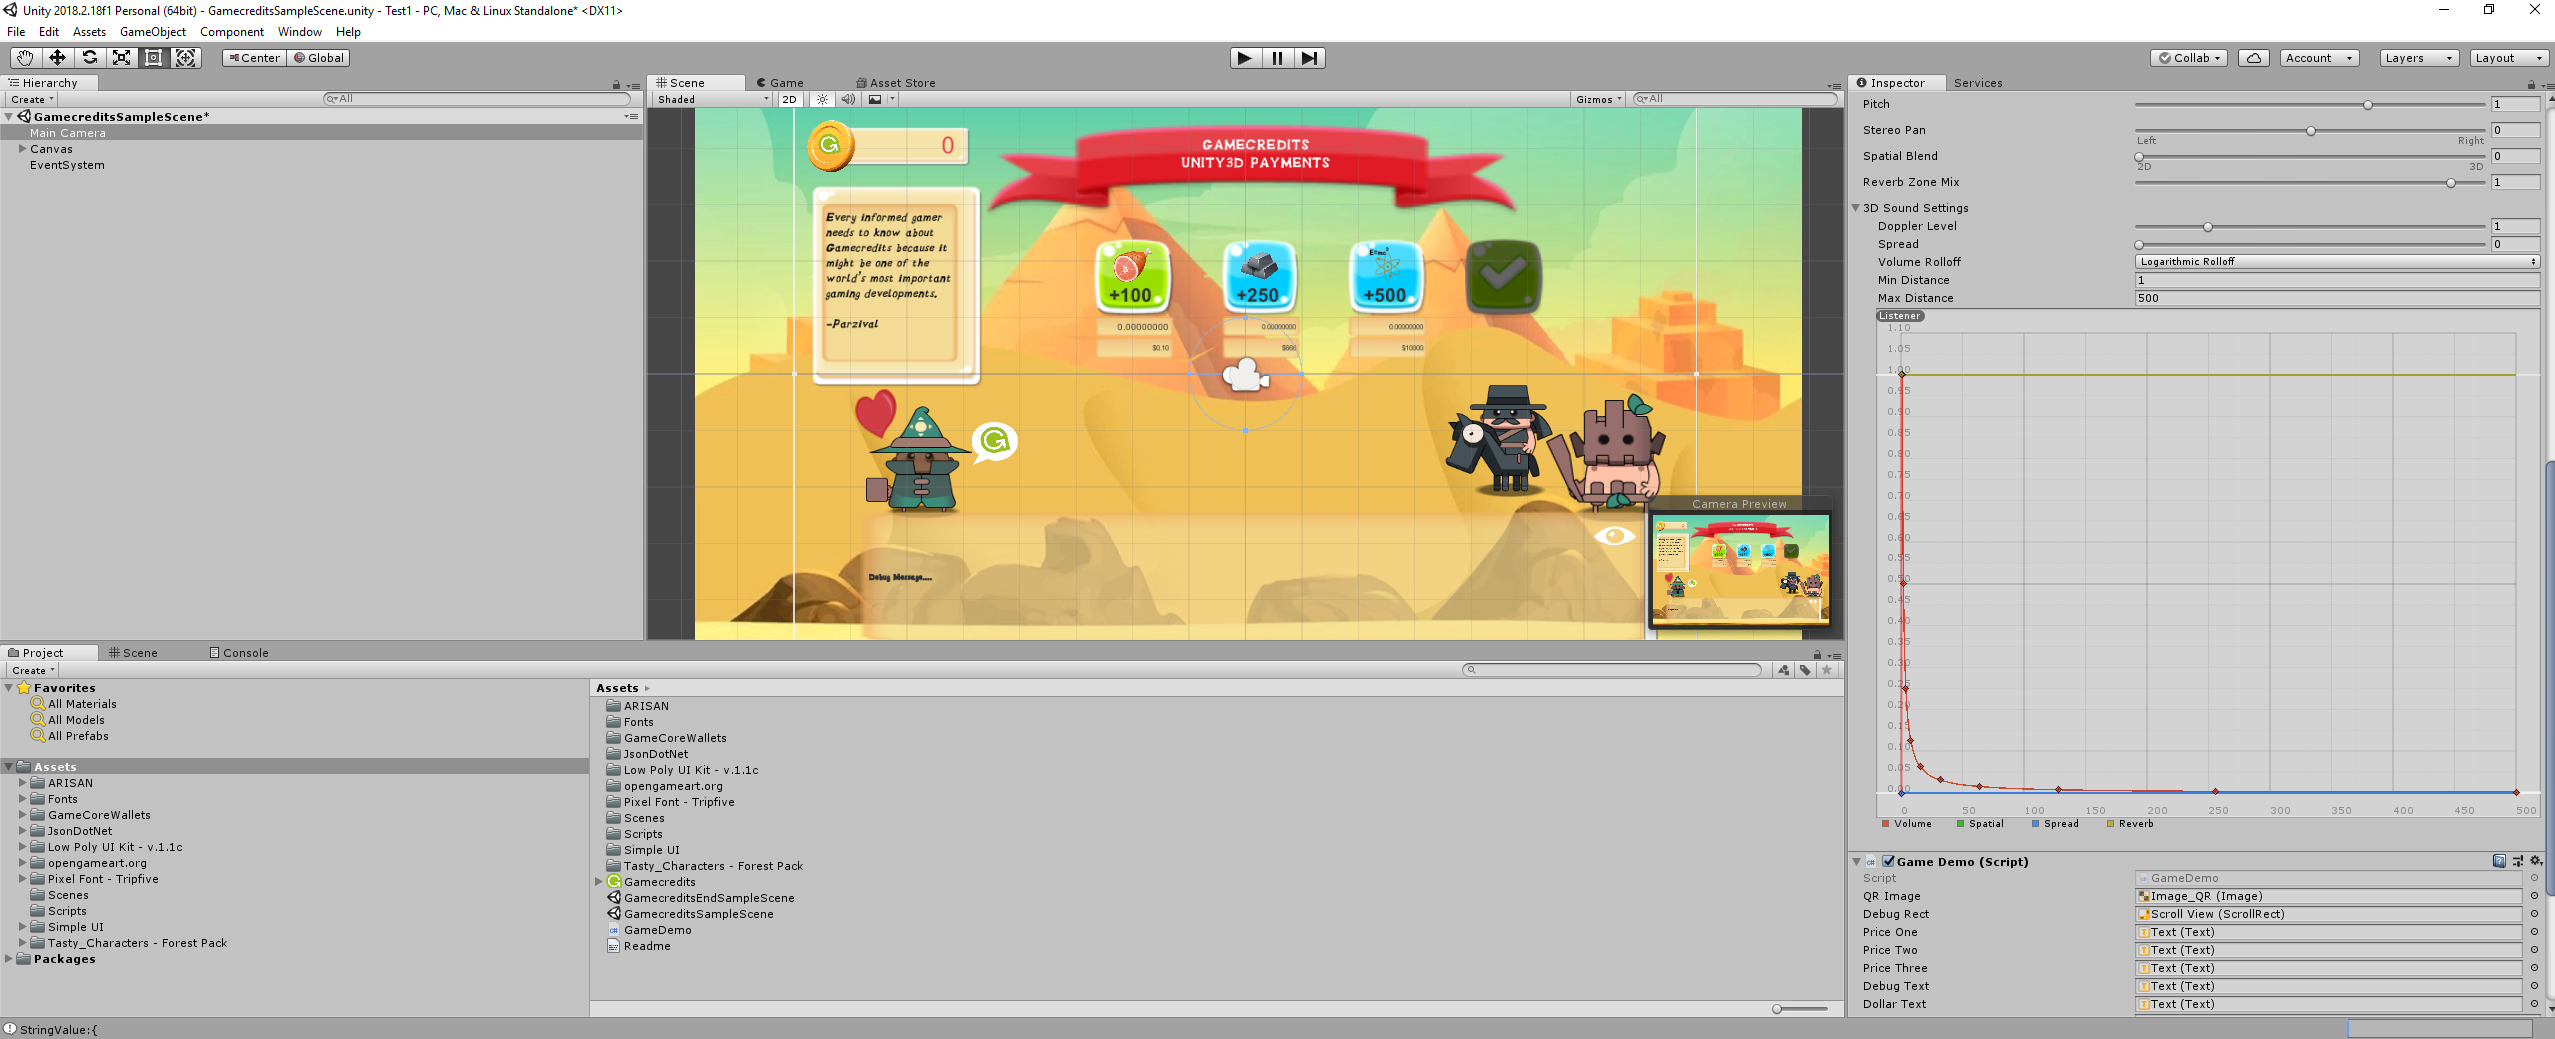 Unity 2018.2.18f1 Personal (64bit) - GamecreditsSampleScene.unity - Test1 - PC, Mac & Linux Standalone* <DX11>
File Edit Assets GameObject Component Window Help
Center Global
Collab Account Layers Layout
Hierarchy
Create All
GamecreditsSampleScene*
Main Camera
Canvas
EventSystem
Scene Game Asset Store
Shaded 2D Gizmos All
0
GAMECREDITS
UNITY3D PAYMENTS
Every informed gamer
needs to know about
Gamecredits because it
might be one of the
world's most important
gaming developments.
-Parzival
E=mc²
+100 +250 +500
0.00000000 0.00000000 0.00000000
$0.10 $666 $10000
Debug Message....
Camera Preview
Inspector Services
Pitch 1
Stereo Pan 0
Left Right
Spatial Blend 0
2D 3D
Reverb Zone Mix 1
3D Sound Settings
Doppler Level 1
Spread 0
Volume Rolloff Logarithmic Rolloff
Min Distance 1
Max Distance 500
Listener
1.10
1.05
1.00
0.95
0.90
0.85
0.80
0.75
0.70
0.65
0.60
0.55
0.50
0.45
0.40
0.35
0.30
0.25
0.20
0.15
0.10
0.05
0.00
0 50 100 150 200 250 300 350 400 450 500
Volume Spatial Spread Reverb
Game Demo (Script)
Script GameDemo
QR Image Image_QR (Image)
Debug Rect Scroll View (ScrollRect)
Price One Text (Text)
Price Two Text (Text)
Price Three Text (Text)
Debug Text Text (Text)
Dollar Text Text (Text)
Project Scene Console
Create
Favorites
All Materials
All Models
All Prefabs
Assets
ARISAN
Fonts
GameCoreWallets
JsonDotNet
Low Poly UI Kit - v.1.1c
opengameart.org
Pixel Font - Tripfive
Scenes
Scripts
Simple UI
Tasty_Characters - Forest Pack
Packages
Assets
ARISAN
Fonts
GameCoreWallets
JsonDotNet
Low Poly UI Kit - v.1.1c
opengameart.org
Pixel Font - Tripfive
Scenes
Scripts
Simple UI
Tasty_Characters - Forest Pack
Gamecredits
GamecreditsEndSampleScene
GamecreditsSampleScene
GameDemo
Readme
StringValue:{